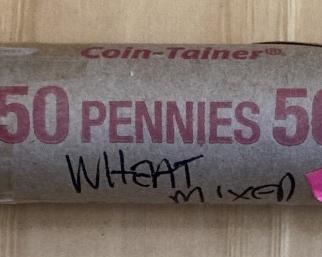 Coin-Tainer®
50 PENNIES 50
WHEAT
MIXED